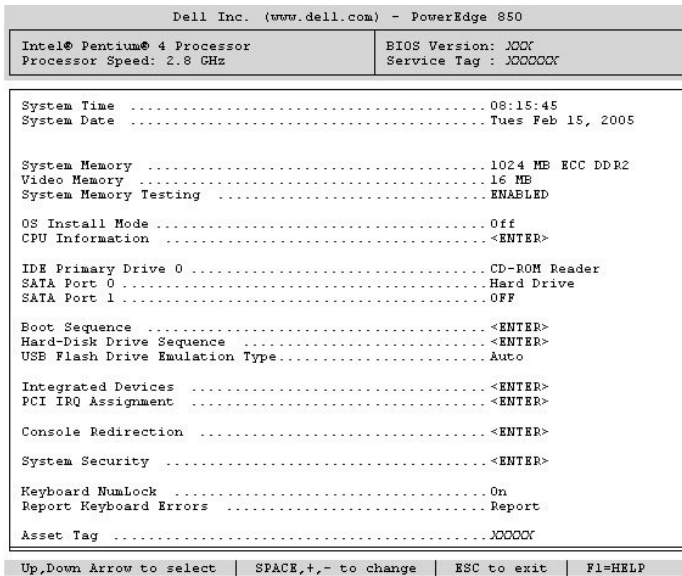 Dell Inc. (www.dell.com) - PowerEdge 850
Intel® Pentium® 4 Processor
Processor Speed: 2.8 GHz
BIOS Version: XXX
Service Tag : XXXXXX
System Time ........................................ 08:15:45
System Date ........................................ Tues Feb 15, 2005
System Memory ...................................... 1024 MB ECC DDR2
Video Memory ....................................... 16 MB
System Memory Testing .............................. ENABLED
OS Install Mode .................................... Off
CPU Information .................................... <ENTER>
IDE Primary Drive 0 ................................ CD-ROM Reader
SATA Port 0 ........................................ Hard Drive
SATA Port 1 ........................................ OFF
Boot Sequence ...................................... <ENTER>
Hard-Disk Drive Sequence ........................... <ENTER>
USB Flash Drive Emulation Type...................... Auto
Integrated Devices ................................. <ENTER>
PCI IRQ Assignment ................................. <ENTER>
Console Redirection ................................ <ENTER>
System Security .................................... <ENTER>
Keyboard NumLock ................................... On
Report Keyboard Errors ............................. Report
Asset Tag .......................................... XXXXX
Up,Down Arrow to select | SPACE,+,- to change | ESC to exit | F1=HELP